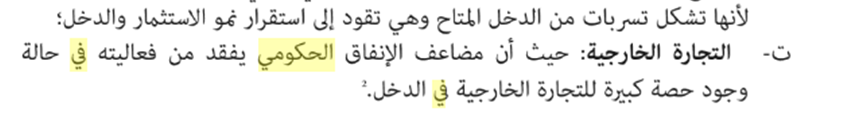 لأنها تشكل تسربات من الدخل المتاح وهي تقود إلى استقرار نمو الاستثمار والدخل؛
ت- التجارة الخارجية: حيث أن مضاعف الإنفاق الحكومي يفقد من فعاليته في حالة
وجود حصة كبيرة للتجارة الخارجية في الدخل.²